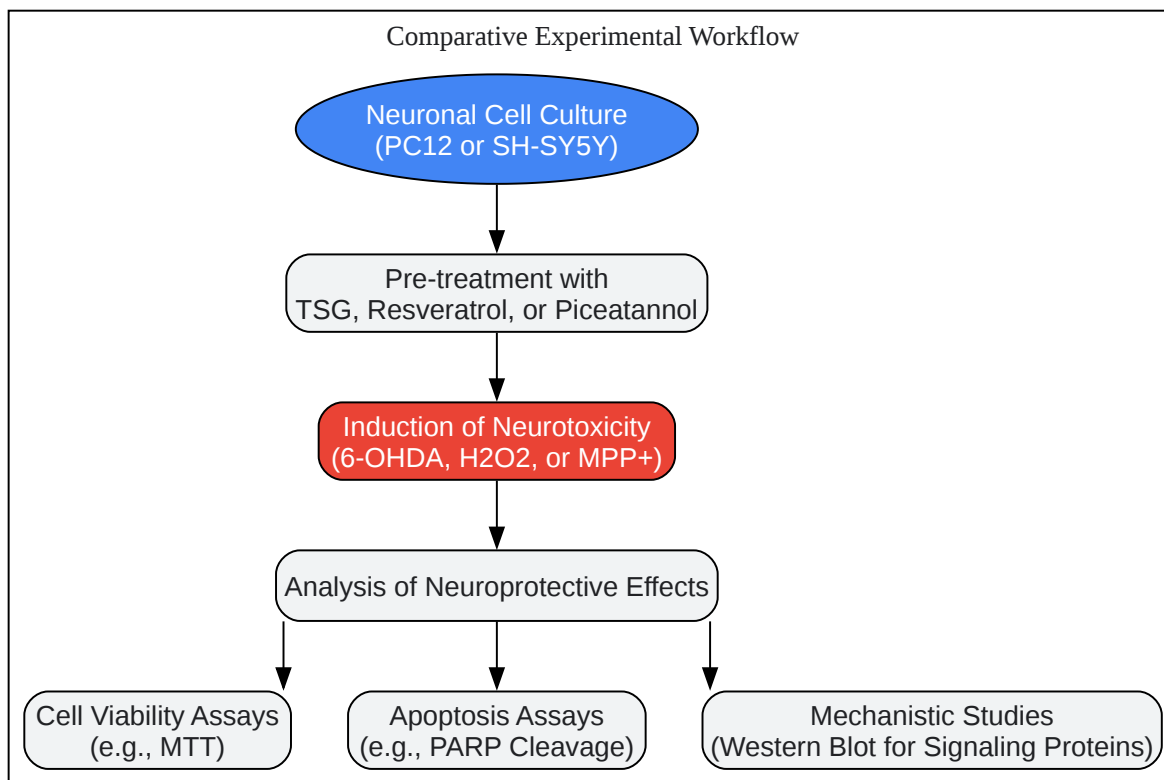 Comparative Experimental Workflow
Neuronal Cell Culture
(PC12 or SH-SY5Y)
Pre-treatment with
TSG, Resveratrol, or Piceatannol
Induction of Neurotoxicity
(6-OHDA, H2O2, or MPP+)
Analysis of Neuroprotective Effects
Cell Viability Assays
(e.g., MTT)
Apoptosis Assays
(e.g., PARP Cleavage)
Mechanistic Studies
(Western Blot for Signaling Proteins)